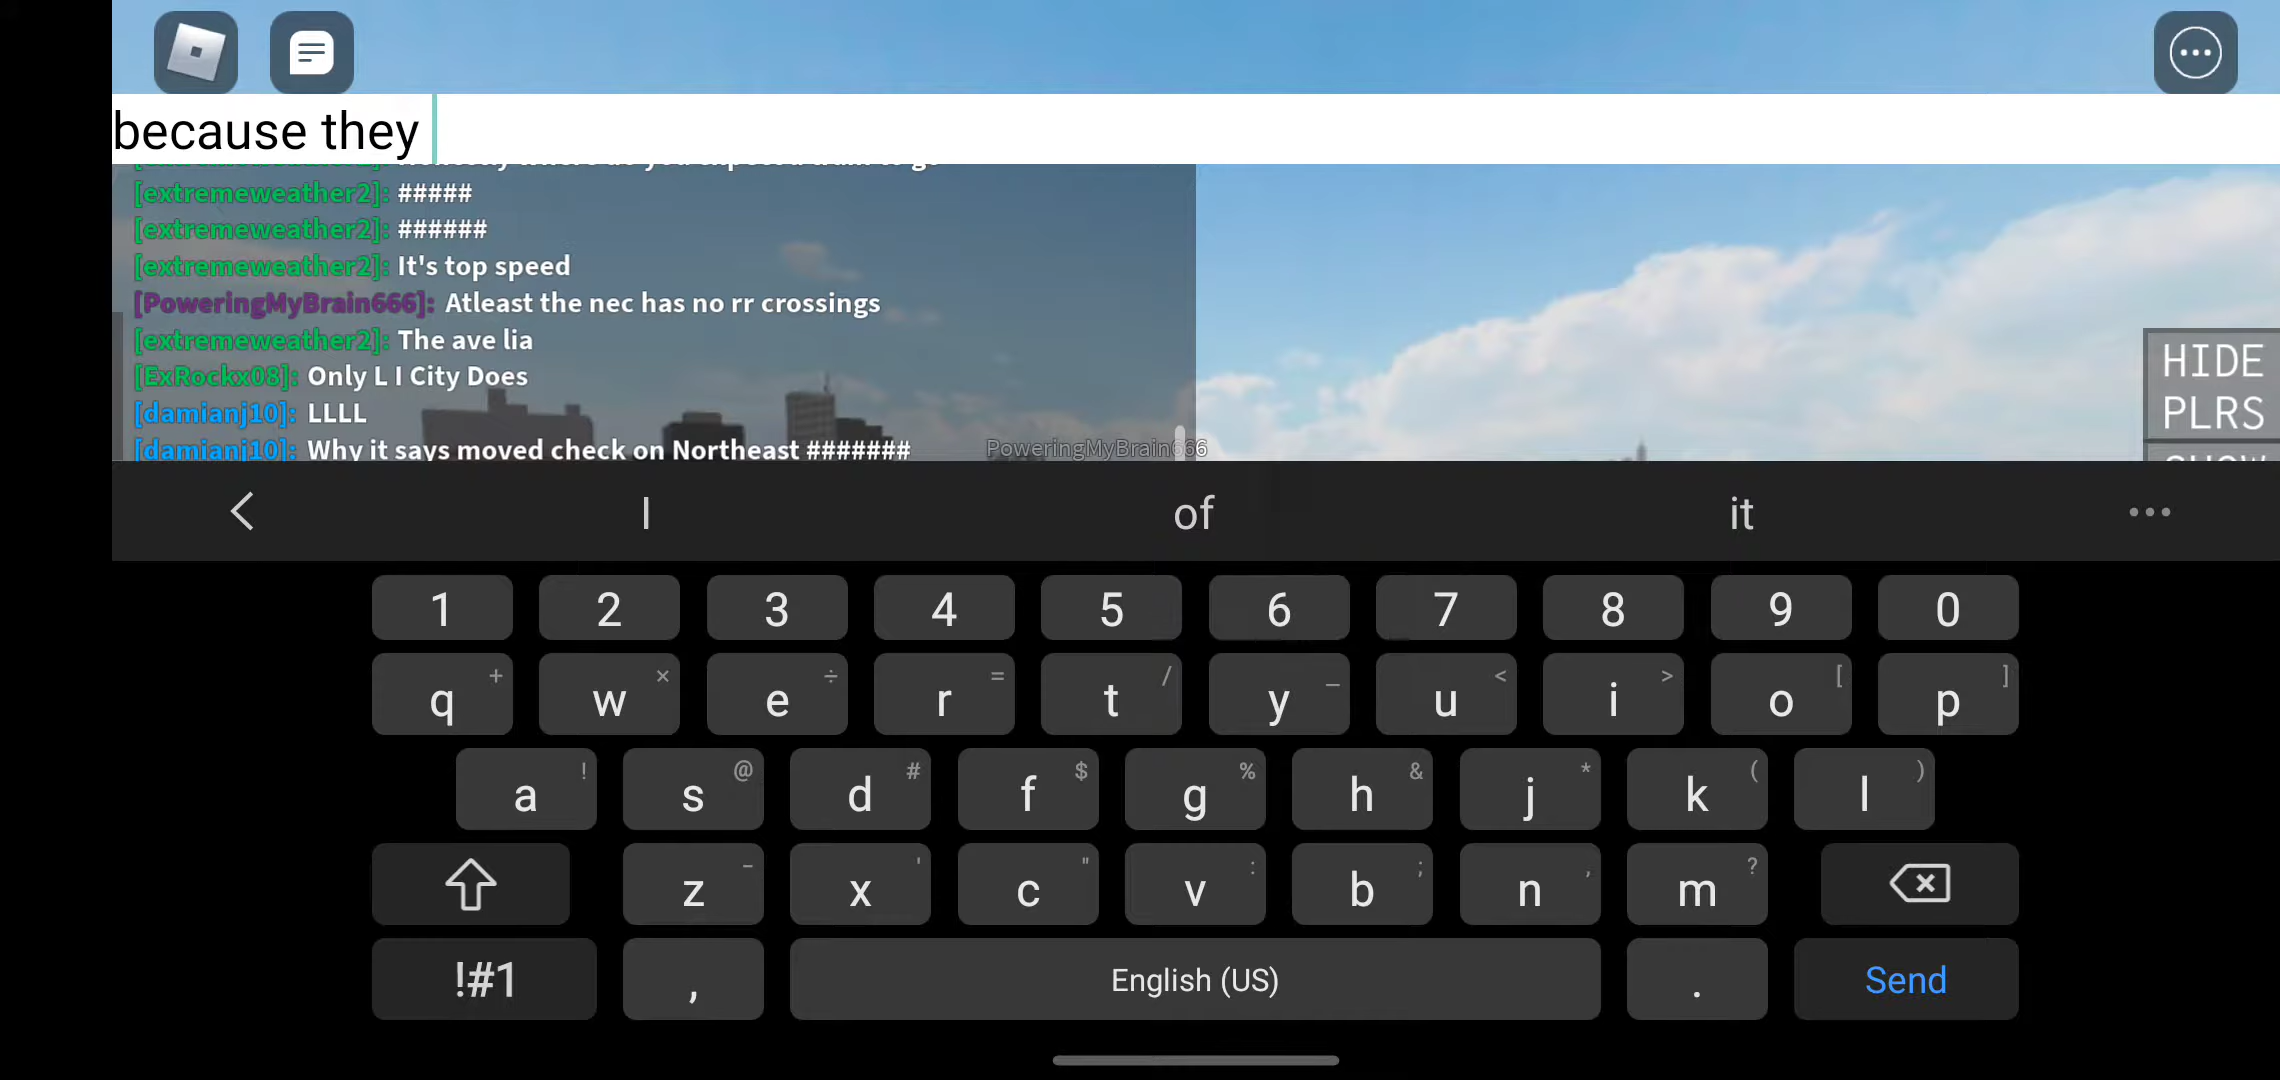 because they
[extremeweather2]: #####
[extremeweather2]: ######
[extremeweather2]: It's top speed
[PoweringMyBrain666]: Atleast the nec has no rr crossings
[extremeweather2]: The ave lia
[ExRockx08]: Only L I City Does
[damianj10]: LLLL
[damianj10]: Why it says moved check on Northeast #######
PoweringMyBrain666
HIDE
PLRS
I of it
1 2 3 4 5 6 7 8 9 0
+ × ÷ = / _ < > [ ]
q w e r t y u i o p
! @ # $ % & * ( )
a s d f g h j k l
- ' " : ; , ?
z x c v b n m
!#1 , English (US) . Send